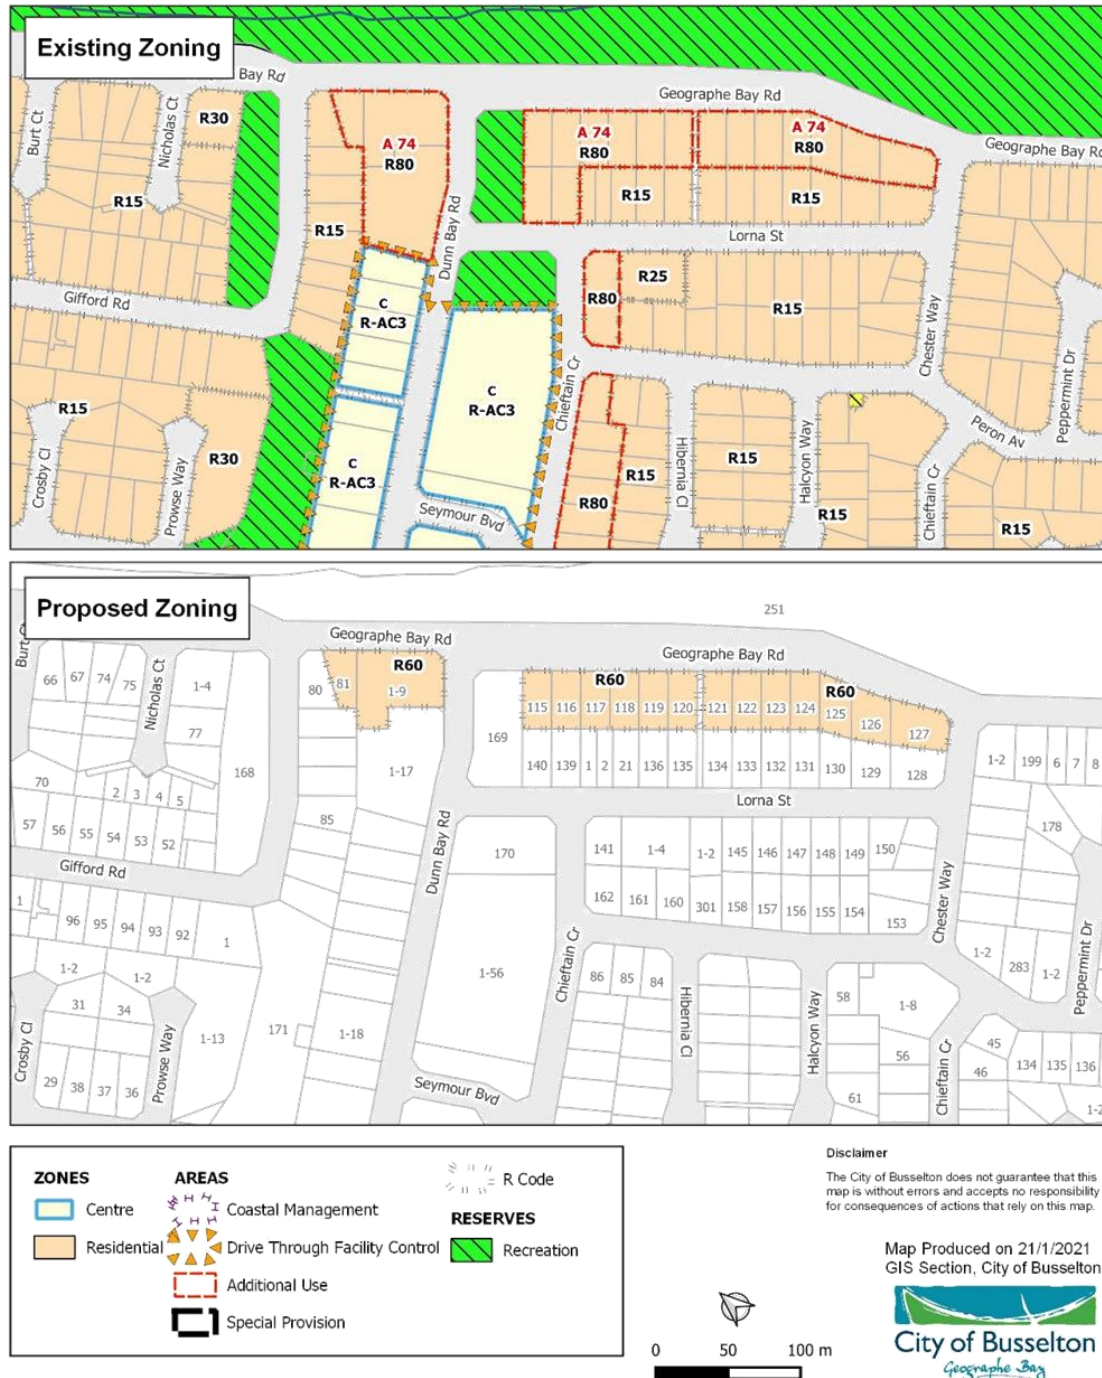 Existing Zoning
Bay Rd
Geographe Bay Rd
Geographe Bay Rd
Burt Ct
Nicholas Ct
R30
A 74
R80
A 74
R80
A 74
R80
R15
R15
R15
R15
Dunn Bay Rd
Lorna St
Gifford Rd
C
R-AC3
R80
R25
R15
Chester Way
Peppermint Dr
C
R-AC3
Chieftain Cr
R15
Crosby Cl
Prowse Way
R30
C
R-AC3
Seymour Bvd
R80
R15
Hibernia Cl
R15
Halcyon Way
R15
Chieftain Cr
Peron Av
R15
Proposed Zoning
251
Geographe Bay Rd
Geographe Bay Rd
Burt
66
67
74
75
Nicholas Ct
1-4
77
80
81
R60
1-9
R60
R60
115
116
117
118
119
120
121
122
123
124
125
126
127
169
168
1-17
140
139
1
2
21
136
135
134
133
132
131
130
129
128
1-2
199
6
7
8
70
2
3
4
5
57
56
55
54
53
52
85
Dunn Bay Rd
Lorna St
170
141
1-4
1-2
145
146
147
148
149
150
178
Gifford Rd
162
161
160
301
158
157
156
155
154
153
Chester Way
1
96
95
94
93
92
1
1-2
1-2
31
34
1-13
171
1-18
1-56
Chieftain Cr
86
85
84
Hibernia Cl
Halcyon Way
58
1-8
56
61
1-2
283
1-2
Peppermint Dr
Crosby Cl
29
38
37
36
Prowse Way
Seymour Bvd
Chieftain Cr
45
46
134
135
136
1-2
ZONES
Centre
Residential
AREAS
Coastal Management
Drive Through Facility Control
Additional Use
Special Provision
R Code
RESERVES
Recreation
Disclaimer
The City of Busselton does not guarantee that this
map is without errors and accepts no responsibility
for consequences of actions that rely on this map.
Map Produced on 21/1/2021
GIS Section, City of Busselton
0 50 100 m
City of Busselton
Geographe Bay